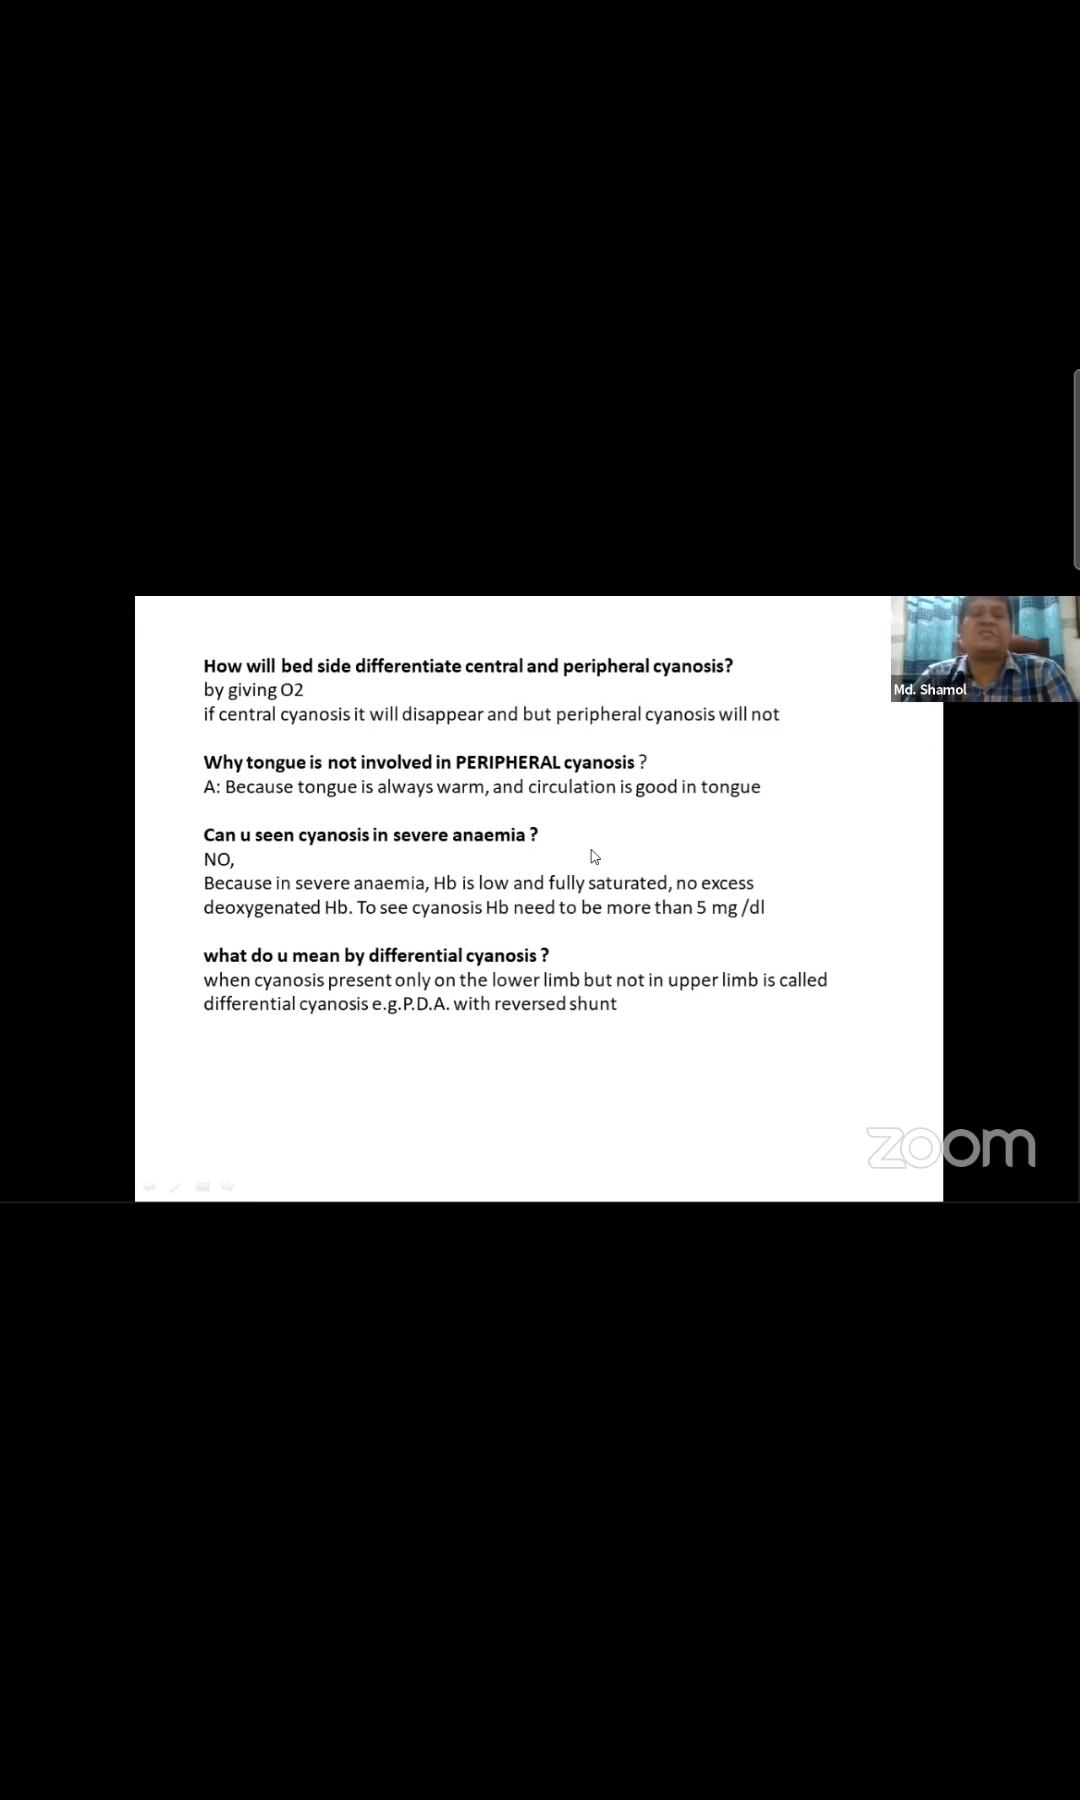 How will bed side differentiate central and peripheral cyanosis?
by giving O2
if central cyanosis it will disappear and but peripheral cyanosis will not
Why tongue is not involved in PERIPHERAL cyanosis ?
A: Because tongue is always warm, and circulation is good in tongue
Can u seen cyanosis in severe anaemia ?
NO,
Because in severe anaemia, Hb is low and fully saturated, no excess
deoxygenated Hb. To see cyanosis Hb need to be more than 5 mg /dl
what do u mean by differential cyanosis ?
when cyanosis present only on the lower limb but not in upper limb is called
differential cyanosis e.g.P.D.A. with reversed shunt
Md. Shamol
zoom